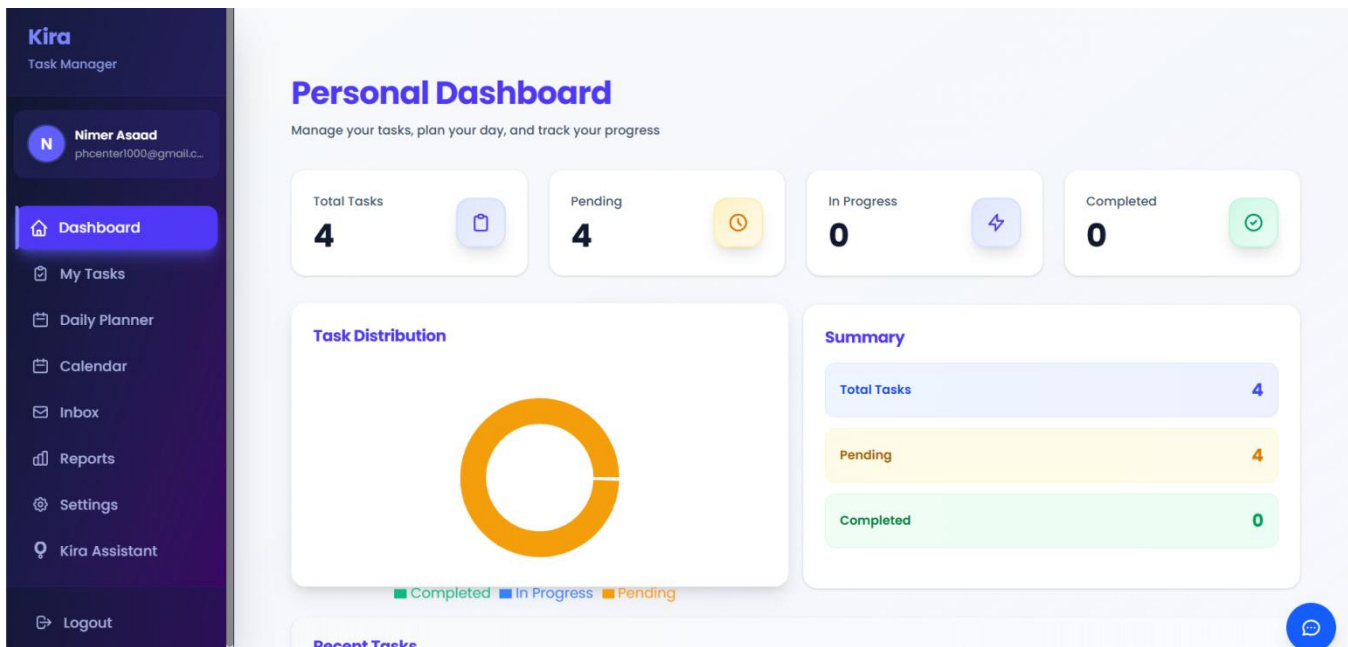 Kira
Task Manager
N
Nimer Asaad
phcenter1000@gmail.c...
Dashboard
My Tasks
Daily Planner
Calendar
Inbox
Reports
Settings
Kira Assistant
Logout
Personal Dashboard
Manage your tasks, plan your day, and track your progress
Total Tasks
4
Pending
4
In Progress
0
Completed
0
Task Distribution
Completed In Progress Pending
Summary
Total Tasks 4
Pending 4
Completed 0
Recent Tasks